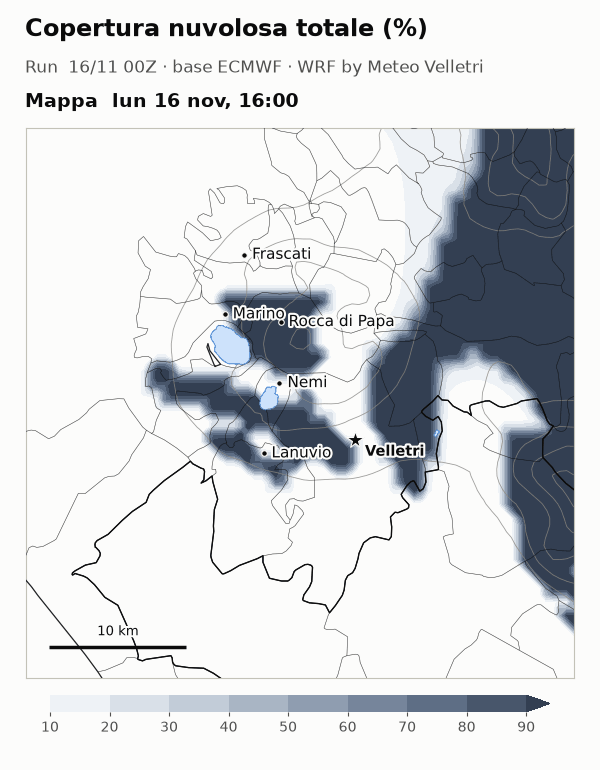 Copertura nuvolosa totale (%)
Run  16/11 00Z · base ECMWF · WRF by Meteo Velletri
Mappa  lun 16 nov, 16:00
Frascati
Marino
Rocca di Papa
Nemi
Velletri
Lanuvio
10 km
10 20 30 40 50 60 70 80 90